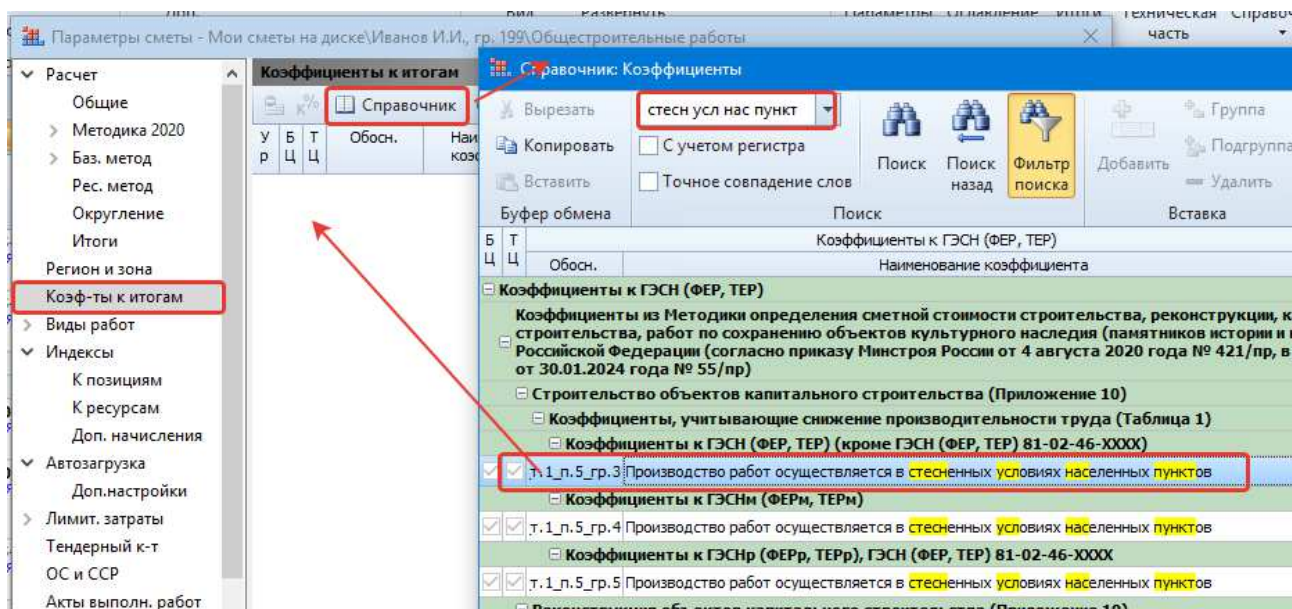 Вид
Развернуть
Параметры Оглавление Итоги Техническая
часть
Параметры сметы - Мои сметы на диске\Иванов И.И., гр. 199\Общестроительные работы
Расчет
Общие
Методика 2020
Баз. метод
Рес. метод
Округление
Итоги
Регион и зона
Коэф-ты к итогам
Виды работ
Индексы
К позициям
К ресурсам
Доп. начисления
Автозагрузка
Доп.настройки
Лимит. затраты
Тендерный к-т
ОС и ССР
Акты выполн. работ
Коэффициенты к итогам
Справочник
У Б Т Обосн.
р Ц Ц
Справочник: Коэффициенты
Вырезать
Копировать
Вставить
Буфер обмена
стесн усл нас пункт
С учетом регистра
Точное совпадение слов
Поиск
Поиск назад
Фильтр поиска
Поиск
Добавить
Группа
Подгруппа
Удалить
Вставка
Б Т Коэффициенты к ГЭСН (ФЕР, ТЕР)
Ц Ц Обосн. Наименование коэффициента
Коэффициенты к ГЭСН (ФЕР, ТЕР)
Коэффициенты из Методики определения сметной стоимости строительства, реконструкции, к
строительства, работ по сохранению объектов культурного наследия (памятников истории и
Российской Федерации (согласно приказу Минстроя России от 4 августа 2020 года № 421/пр, в
от 30.01.2024 года № 55/пр)
Строительство объектов капитального строительства (Приложение 10)
Коэффициенты, учитывающие снижение производительности труда (Таблица 1)
Коэффициенты к ГЭСН (ФЕР, ТЕР) (кроме ГЭСН (ФЕР, ТЕР) 81-02-46-XXXX)
т.1_п.5_гр.3 Производство работ осуществляется в стесненных условиях населенных пунктов
Коэффициенты к ГЭСНм (ФЕРм, ТЕРм)
т.1_п.5_гр.4 Производство работ осуществляется в стесненных условиях населенных пунктов
Коэффициенты к ГЭСНр (ФЕРр, ТЕРр), ГЭСН (ФЕР, ТЕР) 81-02-46-XXXX
т.1_п.5_гр.5 Производство работ осуществляется в стесненных условиях населенных пунктов